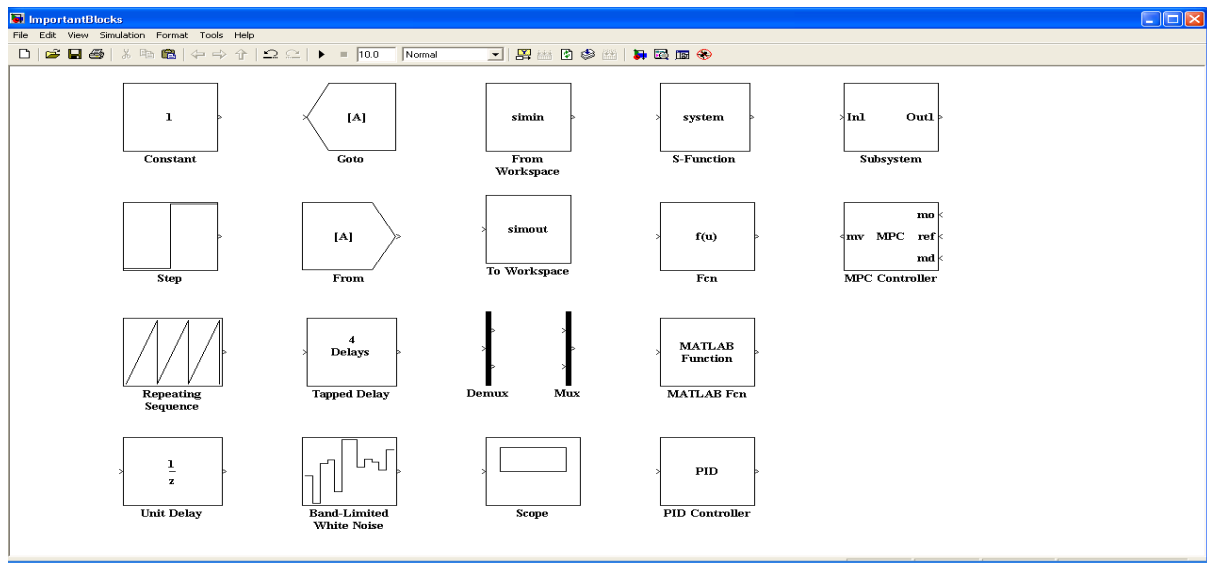 ImportantBlocks
File Edit View Simulation Format Tools Help
10.0 Normal
1
Constant
[A]
Goto
simin
From
Workspace
system
S-Function
In1 Out1
Subsystem
Step
[A]
From
simout
To Workspace
f(u)
Fcn
mo
mv MPC ref
md
MPC Controller
Repeating
Sequence
4
Delays
Tapped Delay
Demux
Mux
MATLAB
Function
MATLAB Fcn
1
z
Unit Delay
Band-Limited
White Noise
Scope
PID
PID Controller